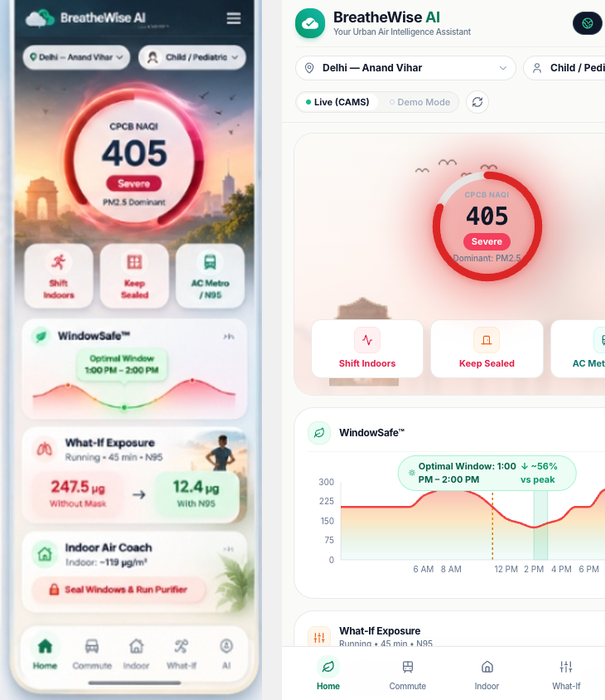 BreatheWise AI
Delhi – Anand Vihar
Child / Pediatric
CPCB NAQI
405
Severe
PM2.5 Dominant
Shift
Indoors
Keep
Sealed
AC Metro
/ N95
WindowSafe™
Optimal Window
1:00 PM – 2:00 PM
What-If Exposure
Running • 45 min • N95
247.5 µg
Without Mask
→
12.4 µg
With N95
Indoor Air Coach
Indoor: ~119 µg/m³
Seal Windows & Run Purifier
Home
Commute
Indoor
What-If
AI
BreatheWise AI
Your Urban Air Intelligence Assistant
Delhi — Anand Vihar
Child / Pedi
Live (CAMS)
Demo Mode
CPCB NAQI
405
Severe
Dominant: PM2.5
Shift Indoors
Keep Sealed
AC Met
WindowSafe™
Optimal Window: 1:00 PM – 2:00 PM
↓ ~56% vs peak
300
225
150
75
0
6 AM
8 AM
12 PM
2 PM
4 PM
6 PM
What-If Exposure
Running • 45 min • N95
Home
Commute
Indoor
What-If